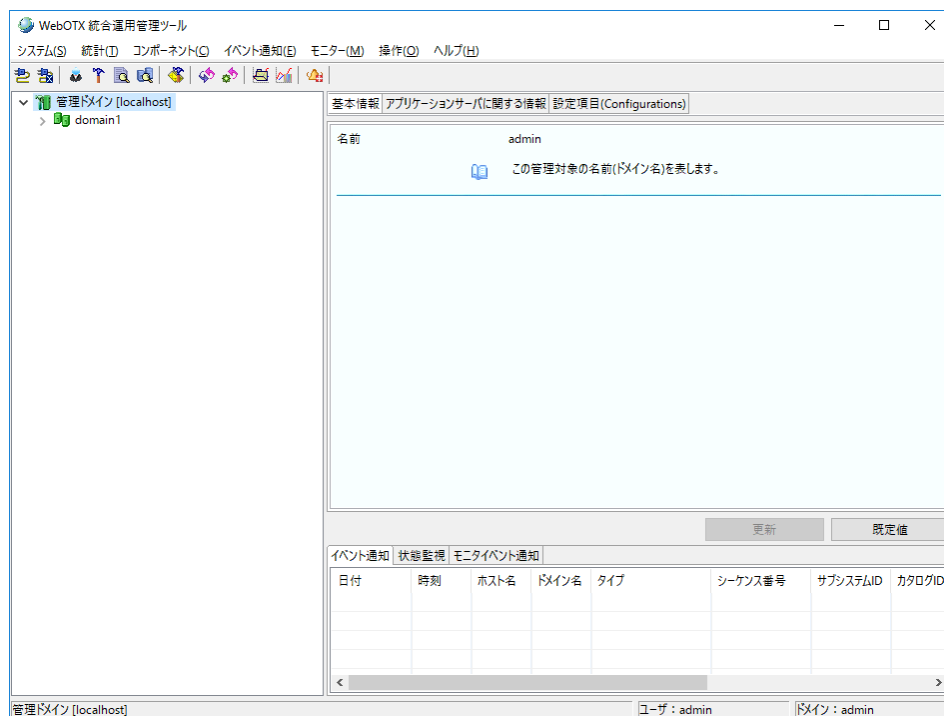 WebOTX 統合運用管理ツール
システム(S) 統計(T) コンポーネント(C) イベント通知(E) モニター(M) 操作(O) ヘルプ(H)
管理ドメイン [localhost]
domain1
基本情報 アプリケーションサーバに関する情報 設定項目(Configurations)
名前 admin
この管理対象の名前(ドメイン名)を表します。
更新 既定値
イベント通知 状態監視 モニタイベント通知
日付 時刻 ホスト名 ドメイン名 タイプ シーケンス番号 サブシステムID カタログID
管理ドメイン [localhost] ユーザ：admin ドメイン：admin